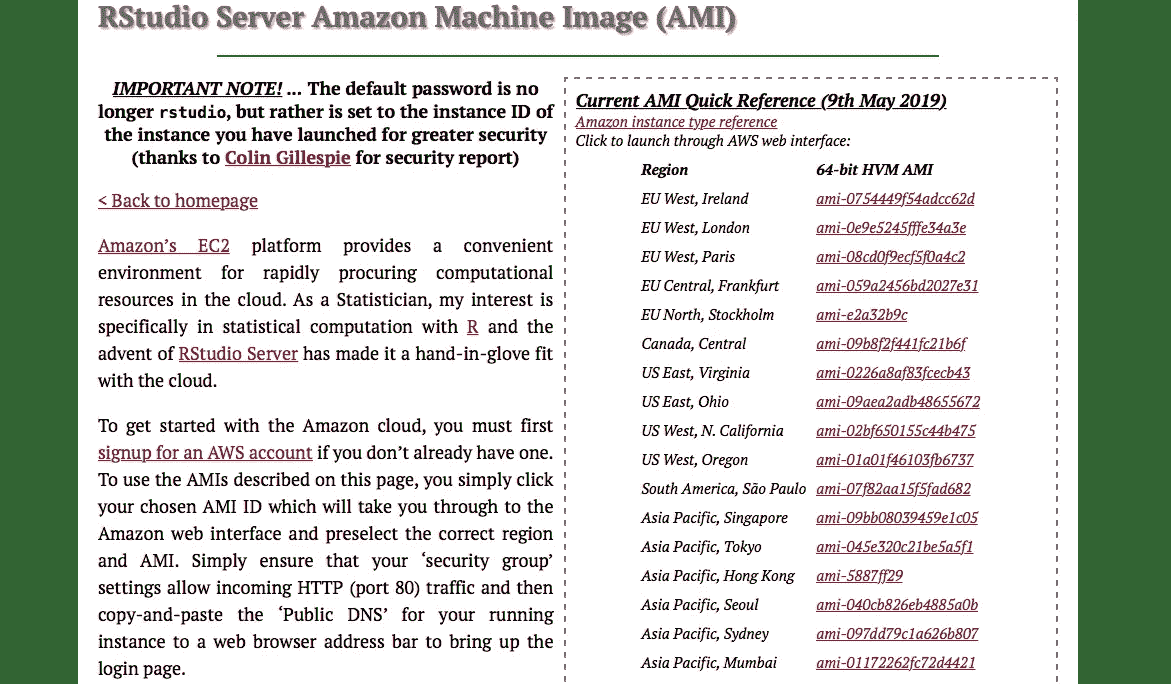 RStudio Server Amazon Machine Image (AMI)
IMPORTANT NOTE! ... The default password is no
longer rstudio, but rather is set to the instance ID of
the instance you have launched for greater security
(thanks to Colin Gillespie for security report)
< Back to homepage
Amazon’s EC2 platform provides a convenient
environment for rapidly procuring computational
resources in the cloud. As a Statistician, my interest is
specifically in statistical computation with R and the
advent of RStudio Server has made it a hand-in-glove fit
with the cloud.
To get started with the Amazon cloud, you must first
signup for an AWS account if you don’t already have one.
To use the AMIs described on this page, you simply click
your chosen AMI ID which will take you through to the
Amazon web interface and preselect the correct region
and AMI. Simply ensure that your ‘security group’
settings allow incoming HTTP (port 80) traffic and then
copy-and-paste the ‘Public DNS’ for your running
instance to a web browser address bar to bring up the
login page.
Current AMI Quick Reference (9th May 2019)
Amazon instance type reference
Click to launch through AWS web interface:
Region 64-bit HVM AMI
EU West, Ireland ami-0754449f54adcc62d
EU West, London ami-0e9e5245fffe34a3e
EU West, Paris ami-08cd0f9ecf5f0a4c2
EU Central, Frankfurt ami-059a2456bd2027e31
EU North, Stockholm ami-e2a32b9c
Canada, Central ami-09b8f2f441fc21b6f
US East, Virginia ami-0226a8af83fcecb43
US East, Ohio ami-09aea2adb48655672
US West, N. California ami-02bf650155c44b475
US West, Oregon ami-01a01f46103fb6737
South America, São Paulo ami-07f82aa15f5fad682
Asia Pacific, Singapore ami-09bb08039459e1c05
Asia Pacific, Tokyo ami-045e320c21be5a5f1
Asia Pacific, Hong Kong ami-5887ff29
Asia Pacific, Seoul ami-040cb826eb4885a0b
Asia Pacific, Sydney ami-097dd79c1a626b807
Asia Pacific, Mumbai ami-01172262fc72d4421